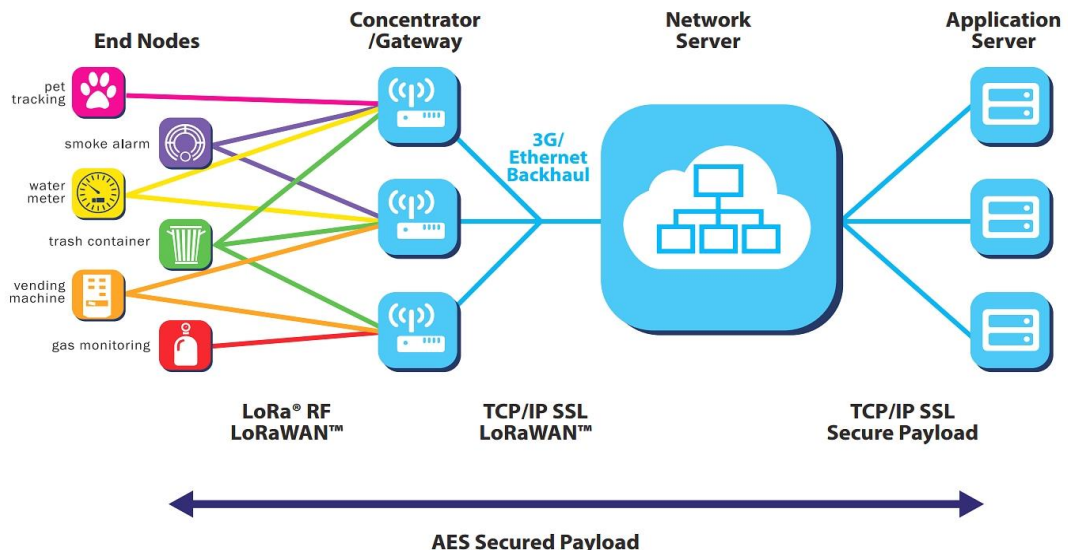 End Nodes
Concentrator
/Gateway
Network
Server
Application
Server
pet
tracking
smoke alarm
water
meter
trash container
vending
machine
gas monitoring
3G/
Ethernet
Backhaul
LoRa® RF
LoRaWAN™
TCP/IP SSL
LoRaWAN™
TCP/IP SSL
Secure Payload
AES Secured Payload